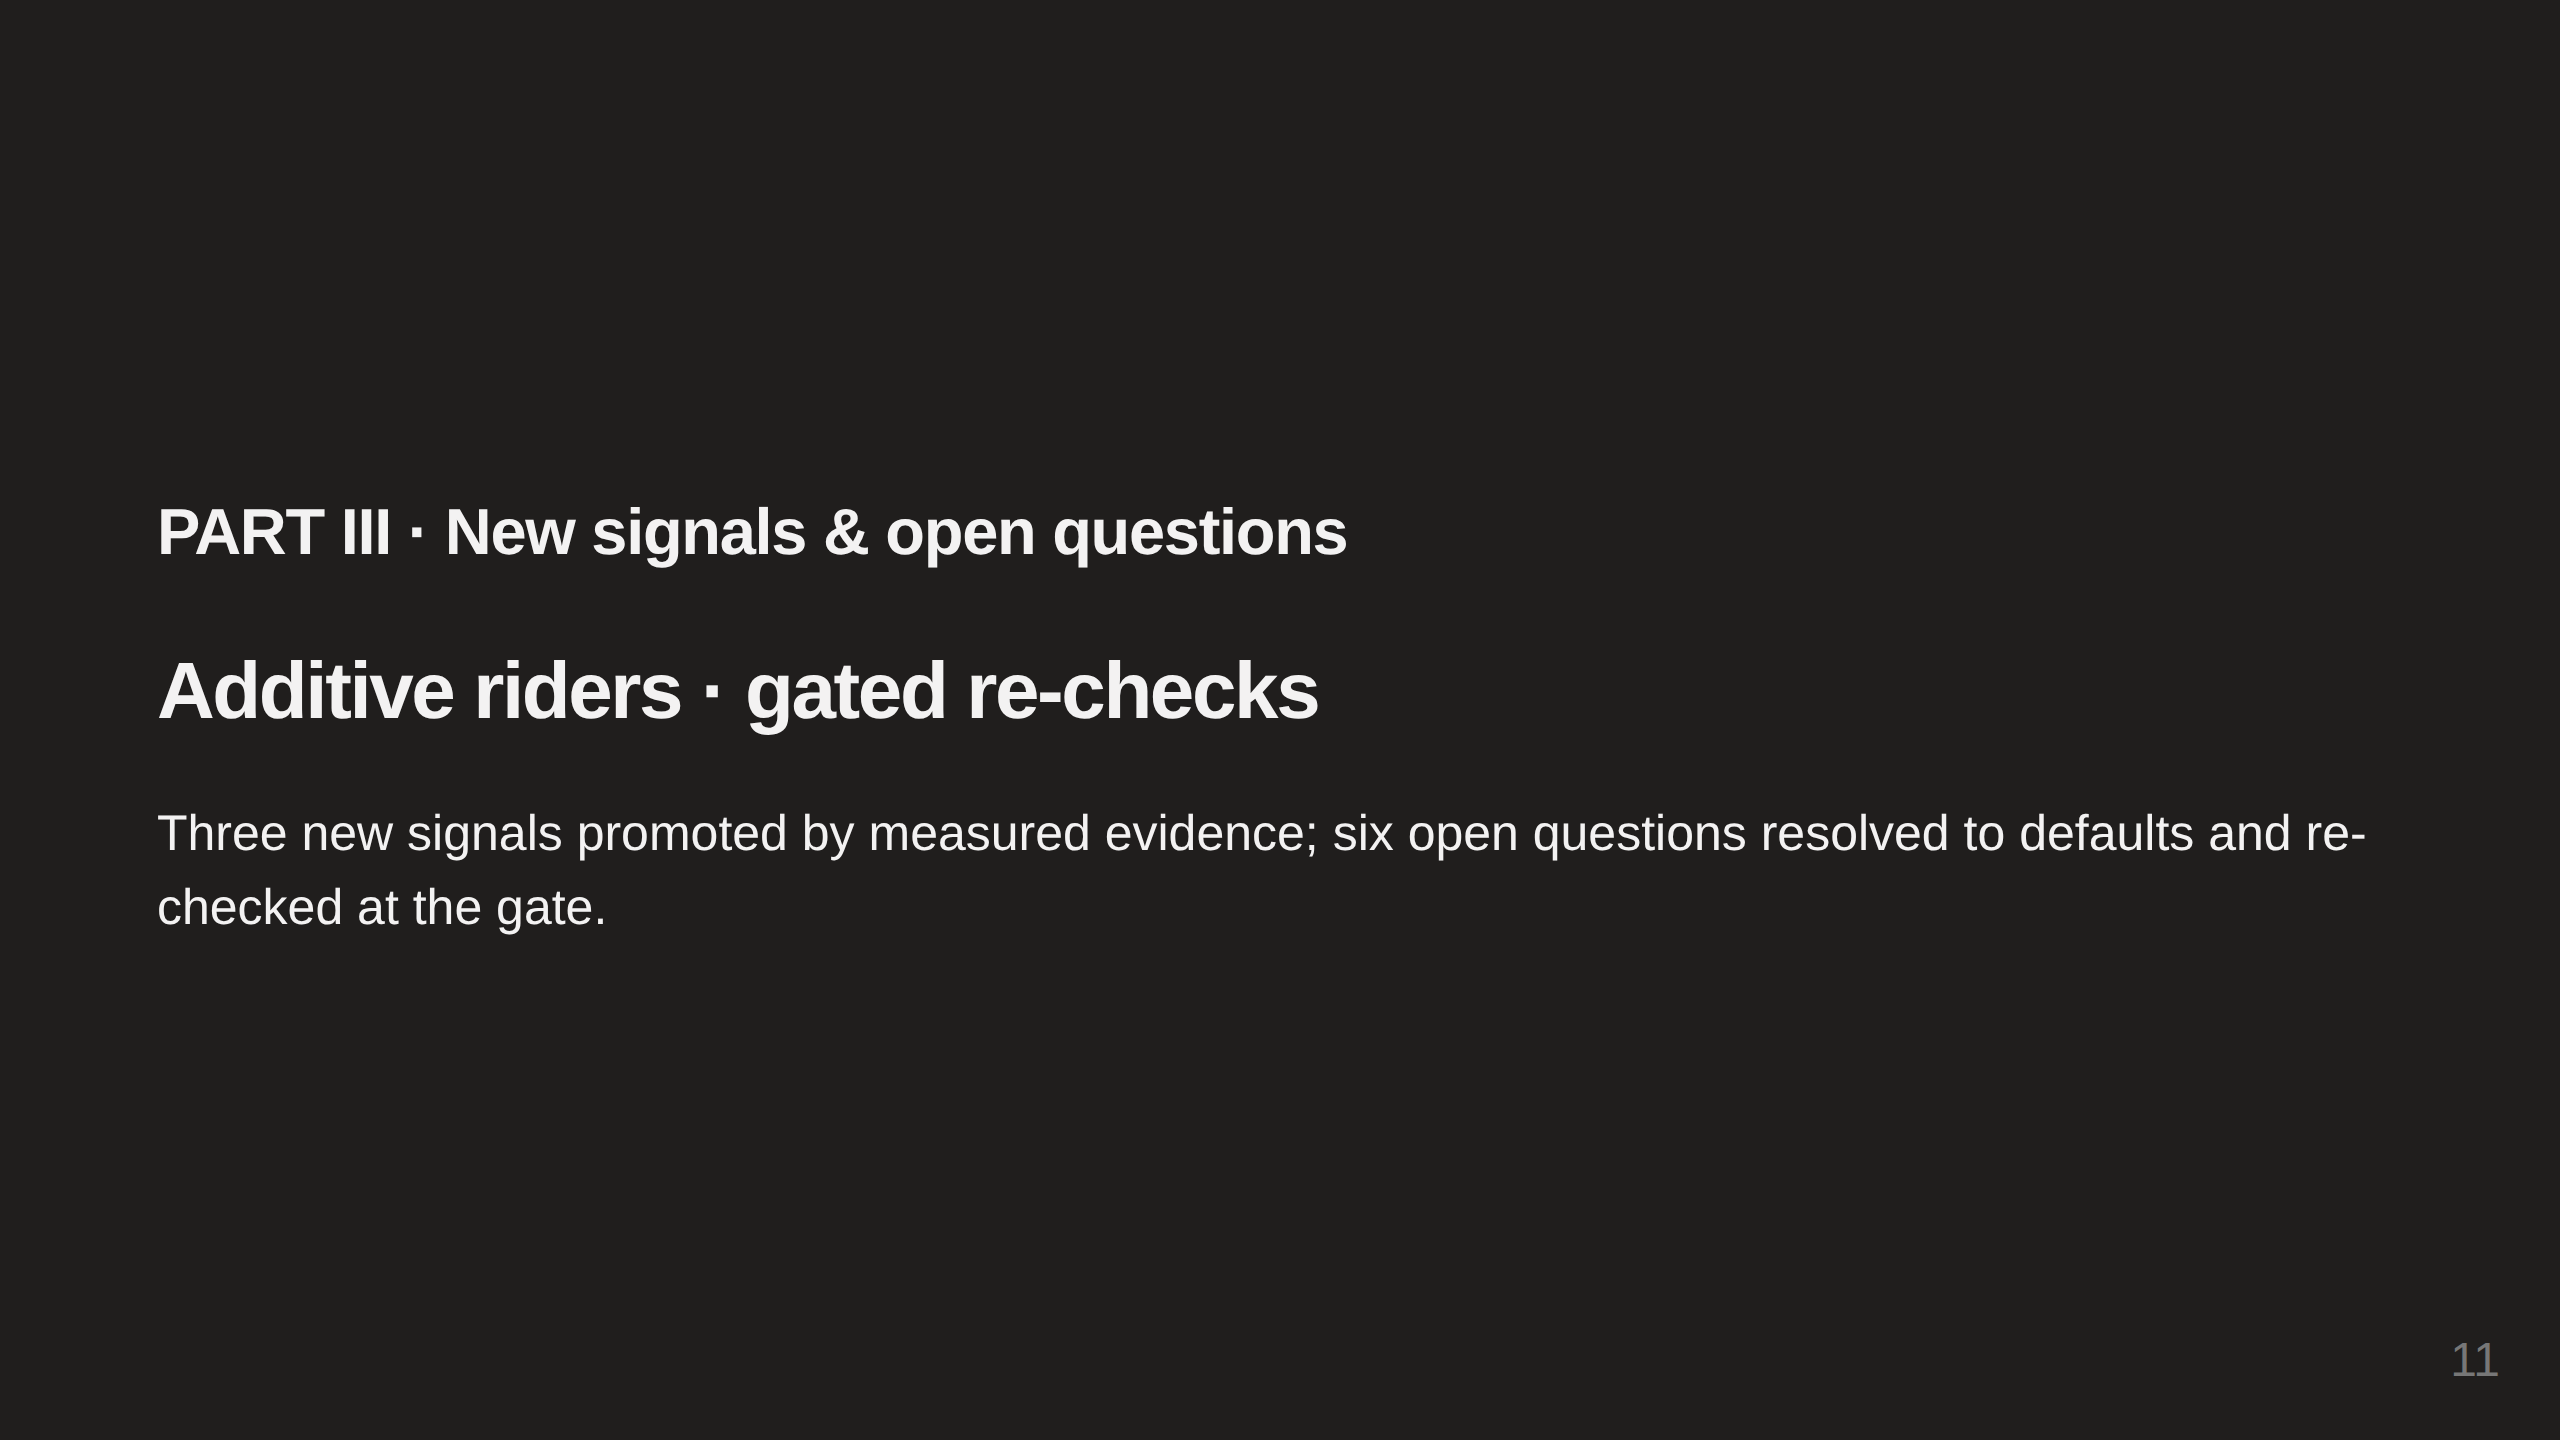 PART III · New signals & open questions
Additive riders · gated re-checks
Three new signals promoted by measured evidence; six open questions resolved to defaults and re-
checked at the gate.
11